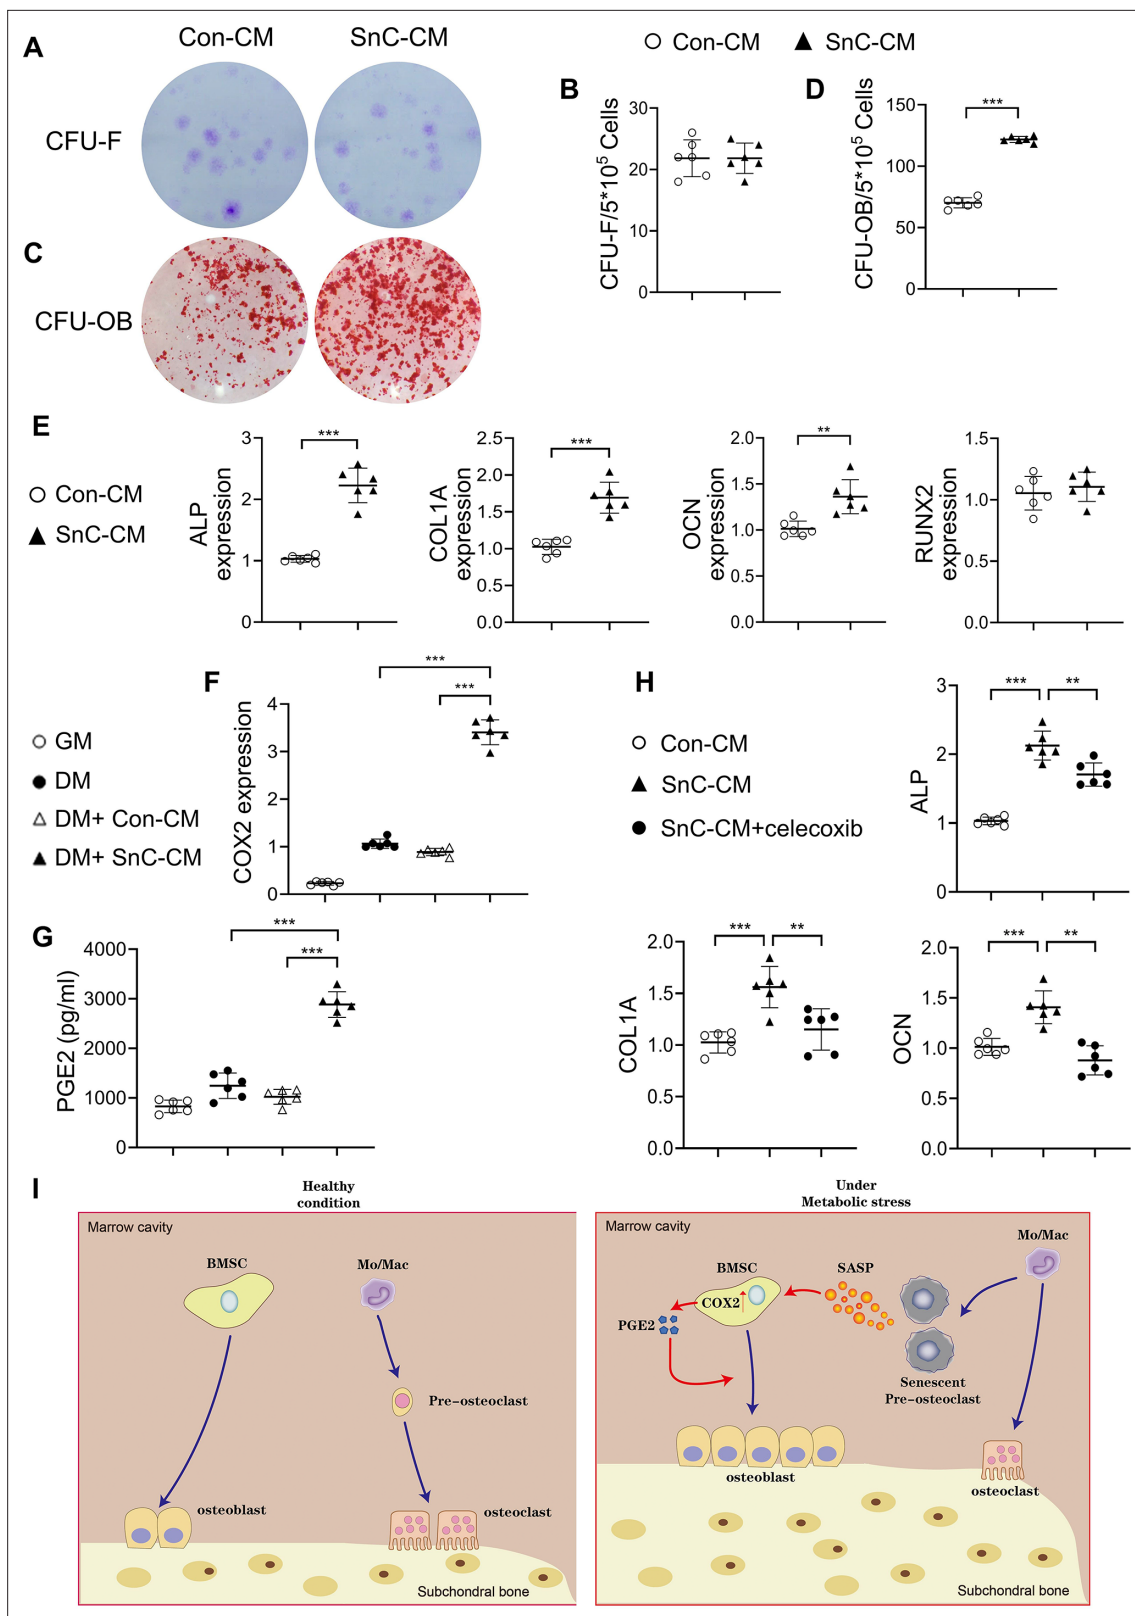 A
Con-CM
SnC-CM
CFU-F
C
CFU-OB
Con-CM
SnC-CM
B
CFU-F/5*10⁵ Cells
30
20
10
0
D
***
CFU-OB/5*10⁵ Cells
150
100
50
0
E
Con-CM
SnC-CM
***
ALP
expression
3
2
1
0
***
COL1A
expression
2.5
2.0
1.5
1.0
0.5
0.0
**
OCN
expression
2.0
1.5
1.0
0.5
0.0
RUNX2
expression
1.5
1.0
0.5
0.0
F
GM
DM
DM+ Con-CM
DM+ SnC-CM
***
***
COX2 expression
4
3
2
1
0
G
***
***
PGE2 (pg/ml)
4000
3000
2000
1000
0
H
Con-CM
SnC-CM
SnC-CM+celecoxib
***
**
ALP
3
2
1
0
***
**
COL1A
2.0
1.5
1.0
0.5
0.0
***
**
OCN
2.0
1.5
1.0
0.5
0.0
I
Healthy
condition
Marrow cavity
BMSC
Mo/Mac
Pre-osteoclast
osteoblast
osteoclast
Subchondral bone
Under
Metabolic stress
Marrow cavity
Mo/Mac
BMSC
SASP
COX2
PGE2
Senescent
Pre-osteoclast
osteoblast
osteoclast
Subchondral bone